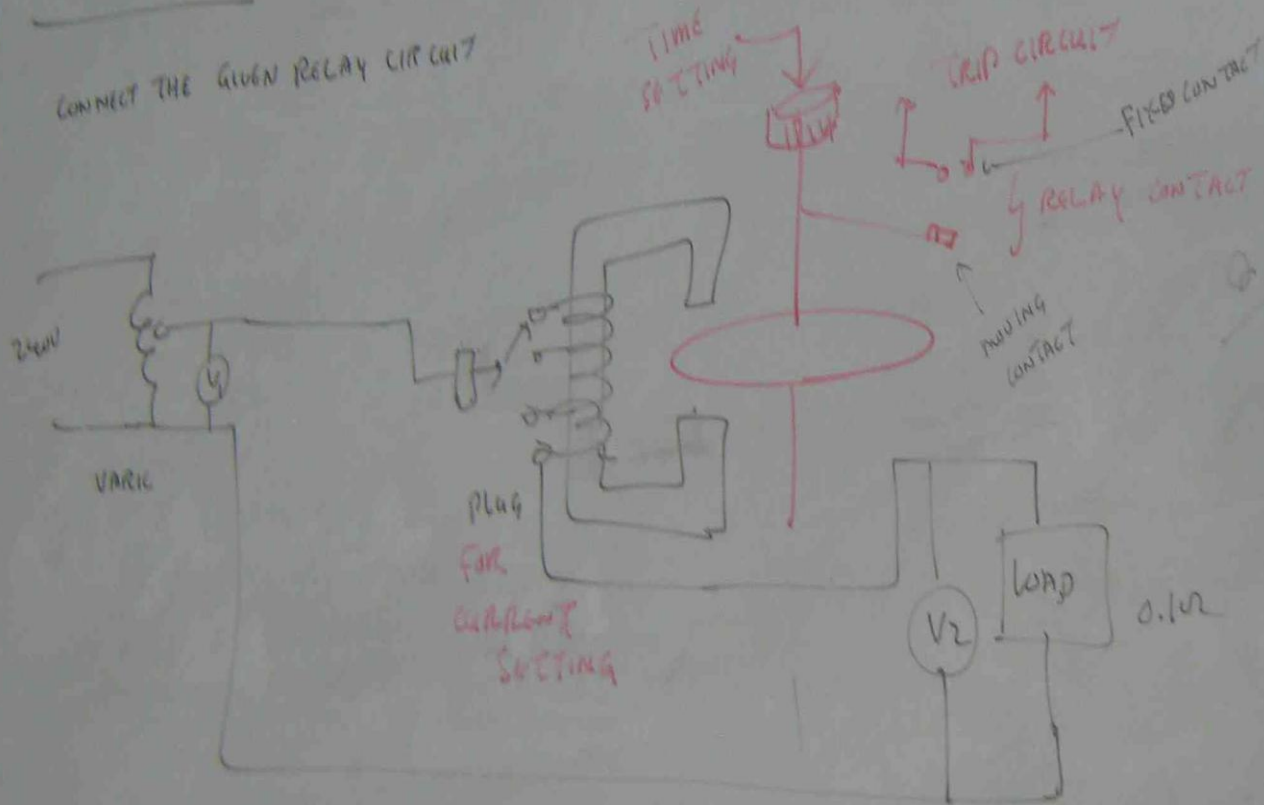 CONNECT THE GIVEN RELAY CIRCUIT
TIME
SETTING
TRIP CIRCUIT
FIXED CONTACT
RELAY CONTACT
MOVING
CONTACT
240V
V1
VARIC
PLUG
FOR
CURRENT
SETTING
V2
LOAD
0.1Ω